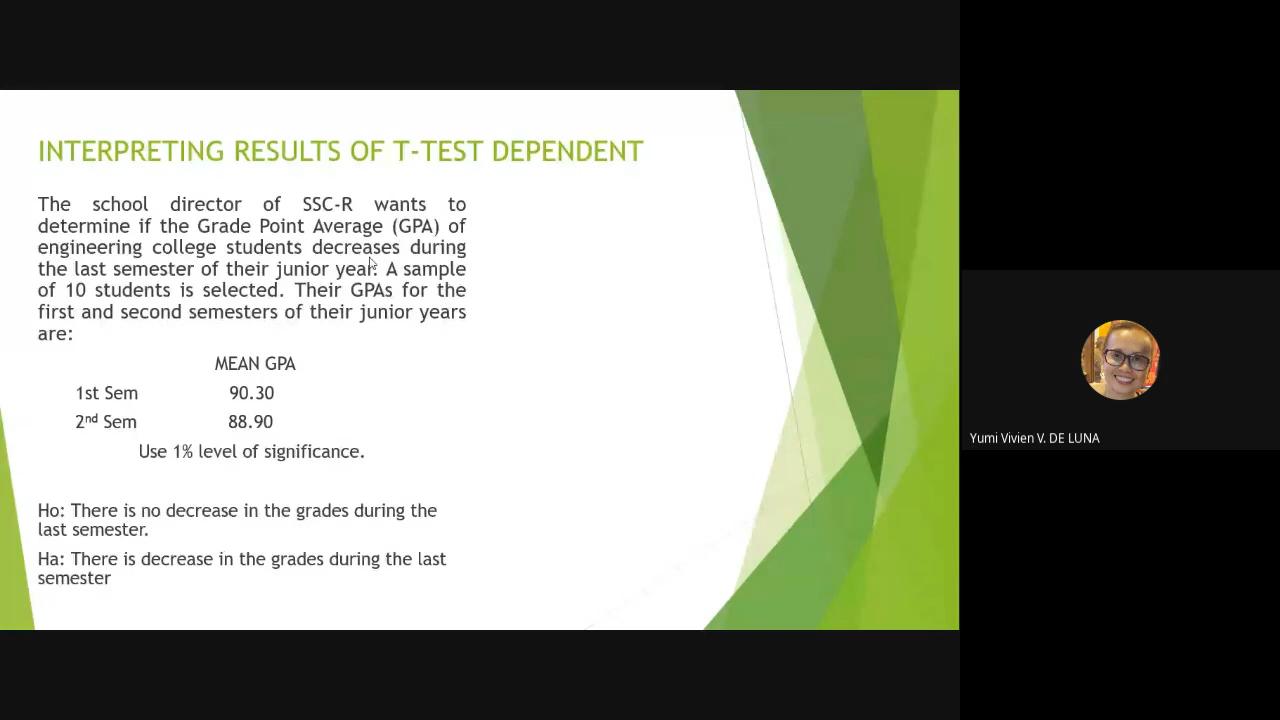 INTERPRETING RESULTS OF T-TEST DEPENDENT
The school director of SSC-R wants to
determine if the Grade Point Average (GPA) of
engineering college students decreases during
the last semester of their junior year. A sample
of 10 students is selected. Their GPAs for the
first and second semesters of their junior years
are:
MEAN GPA
1st Sem 90.30
2nd Sem 88.90
Use 1% level of significance.
Ho: There is no decrease in the grades during the
last semester.
Ha: There is decrease in the grades during the last
semester
Yumi Vivien V. DE LUNA